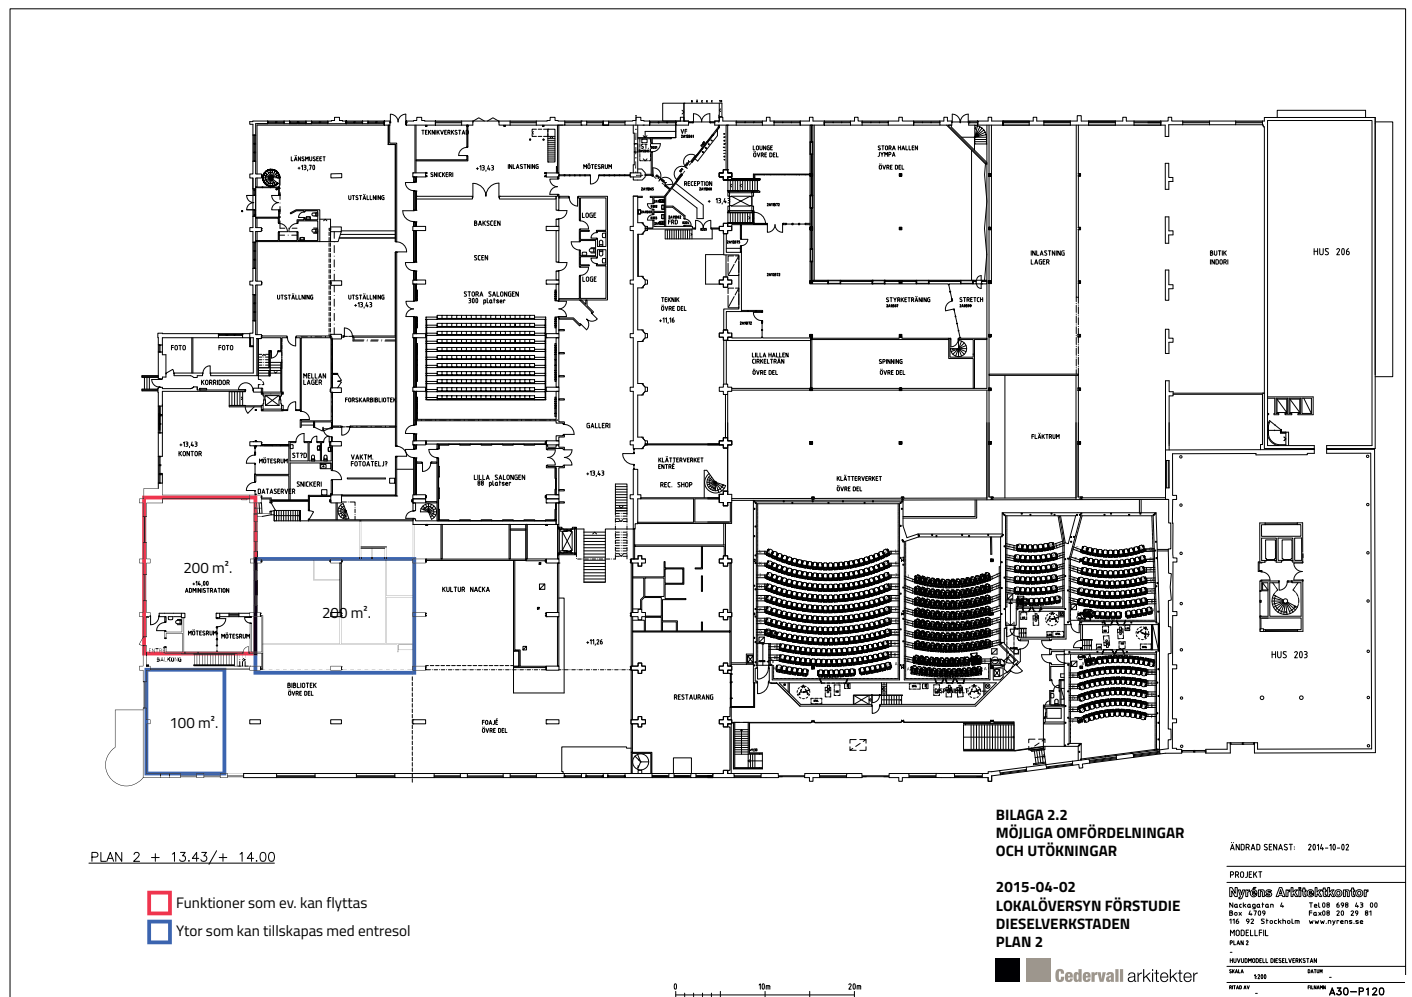 TEKNIKVERKSTAD
LÄNSMUSEET
+13,70
UTSTÄLLNING
SNICKERI
+13,43
INLASTNING
MÖTESRUM
VF
RECEPTION
+ 13,43
FRD
LOUNGE
ÖVRE DEL
STORA HALLEN
JYMPA
ÖVRE DEL
BAKSCEN
SCEN
STORA SALONGEN
300 platser
LOGE
LOGE
UTSTÄLLNING
UTSTÄLLNING
+13,43
TEKNIK
ÖVRE DEL
+11,16
STYRKETRÄNING
STRETCH
INLASTNING
LAGER
BUTIK
INDORI
HUS 206
FOTO
FOTO
KORRIDOR
MELLAN
LAGER
FORSKARBIBLIOTEK
LILLA HALLEN
CIRKELTRÄN
ÖVRE DEL
SPINNING
ÖVRE DEL
GALLERI
+13,43
KONTOR
MÖTESRUM
ST?D
SNICKERI
DATASERVER
VAKTM.
FOTOATELJ?
LILLA SALONGEN
88 platser
+13,43
KLÄTTERVERKET
ENTRÉ
REC. SHOP
KLÄTTERVERKET
ÖVRE DEL
FLÄKTRUM
200 m².
+14,00
ADMINISTRATION
MÖTESRUM
MÖTESRUM
BALKONG
200 m².
KULTUR NACKA
+11,26
BIBLIOTEK
ÖVRE DEL
100 m².
FOAJÉ
ÖVRE DEL
RESTAURANG
HUS 203
PLAN 2 + 13.43/+ 14.00
Funktioner som ev. kan flyttas
Ytor som kan tillskapas med entresol
0 10m 20m
BILAGA 2.2
MÖJLIGA OMFÖRDELNINGAR
OCH UTÖKNINGAR
2015-04-02
LOKALÖVERSYN FÖRSTUDIE
DIESELVERKSTADEN
PLAN 2
Cedervall arkitekter
ÄNDRAD SENAST: 2014-10-02
PROJEKT
Nyréns Arkitektkontor
Nackagatan 4 Tel08 698 43 00
Box 4709 Fax08 20 29 81
116 92 Stockholm www.nyrens.se
MODELLFIL
PLAN 2
-
HUVUDMODELL DIESELVERKSTAN
SKALA DATUM
1:200 -
RITAD AV FILNAMN A30-P120
-